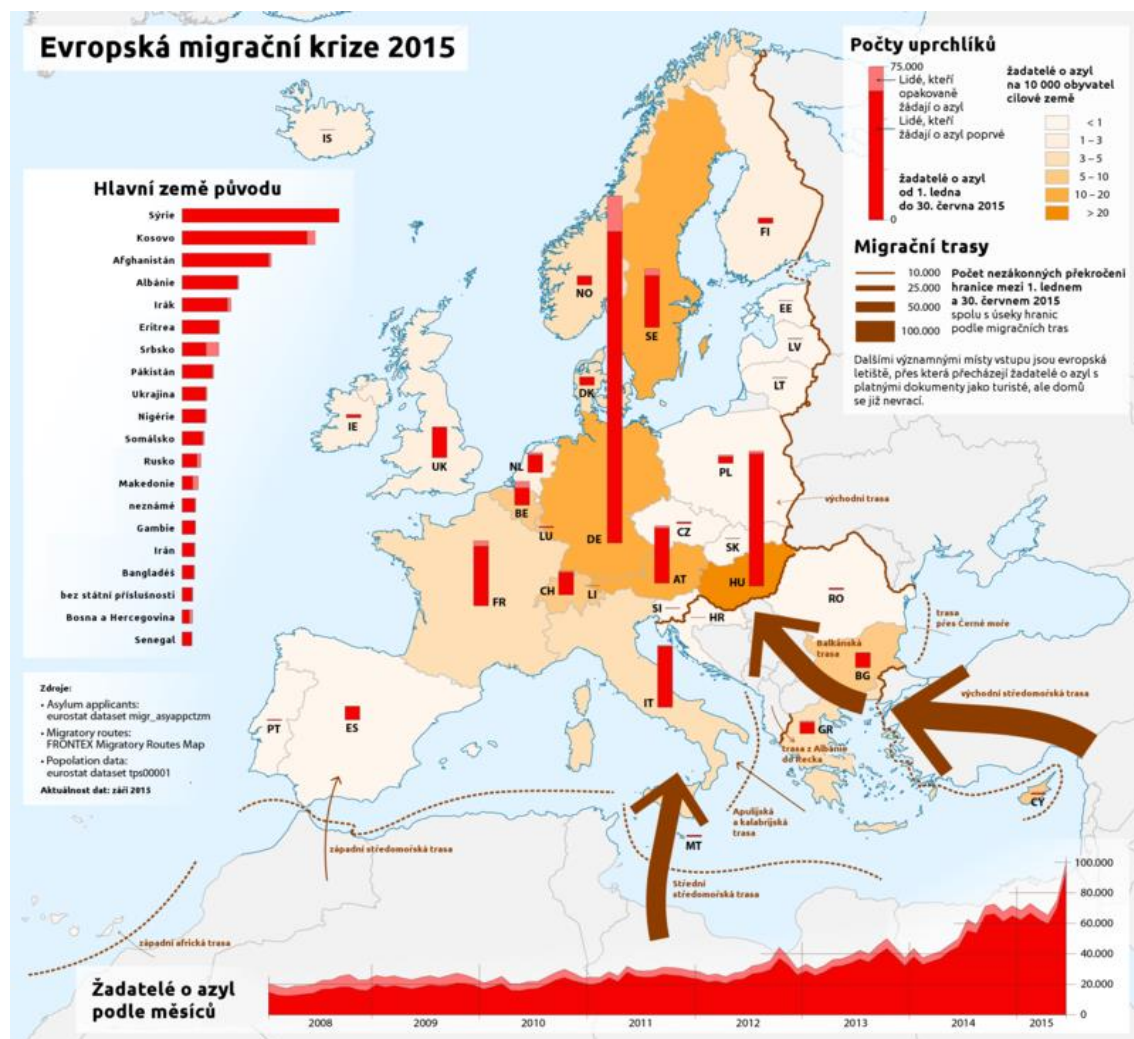 Evropská migrační krize 2015
Počty uprchlíků
75.000
Lidé, kteří
opakovaně
žádají o azyl
Lidé, kteří
žádají o azyl poprvé
žadatelé o azyl
od 1. ledna
do 30. června 2015
0
žadatelé o azyl
na 10 000 obyvatel
cilové země
< 1
1 – 3
3 – 5
5 – 10
10 – 20
> 20
Migrační trasy
10.000
25.000
50.000
100.000
Počet nezákonných překročení
hranice mezi 1. lednem
a 30. červnem 2015
spolu s úseky hranic
podle migračních tras
Dalšími významnými místy vstupu jsou evropská
letiště, přes která přecházejí žadatelé o azyl s
platnými dokumenty jako turisté, ale domů
se již nevrací.
Hlavní země původu
Sýrie
Kosovo
Afghanistán
Albánie
Irák
Eritrea
Srbsko
Pákistán
Ukrajina
Nigérie
Somálsko
Rusko
Makedonie
neznámé
Gambie
Irán
Bangladéš
bez státní příslušnosti
Bosna a Hercegovina
Senegal
Zdroje:
• Asylum applicants:
eurostat dataset migr_asyappctzm
• Migratory routes:
FRONTEX Migratory Routes Map
• Popolation data:
eurostat dataset tps00001
Aktuálnost dat: září 2015
IS
FI
NO
SE
EE
LV
LT
DK
IE
UK
NL
PL
BE
LU
DE
CZ
SK
východní trasa
FR
CH
LI
AT
HU
SI
HR
RO
trasa
přes Černé moře
Balkánská
trasa
BG
IT
PT
ES
GR
východní středomořská trasa
trasa z Albánie
do Řecka
CY
Apulijská
a kalábrijská
trasa
MT
západní středomořská trasa
Střední
středomořská trasa
západní africká trasa
Žadatelé o azyl
podle měsíců
100.000
80.000
60.000
40.000
20.000
0
2008
2009
2010
2011
2012
2013
2014
2015